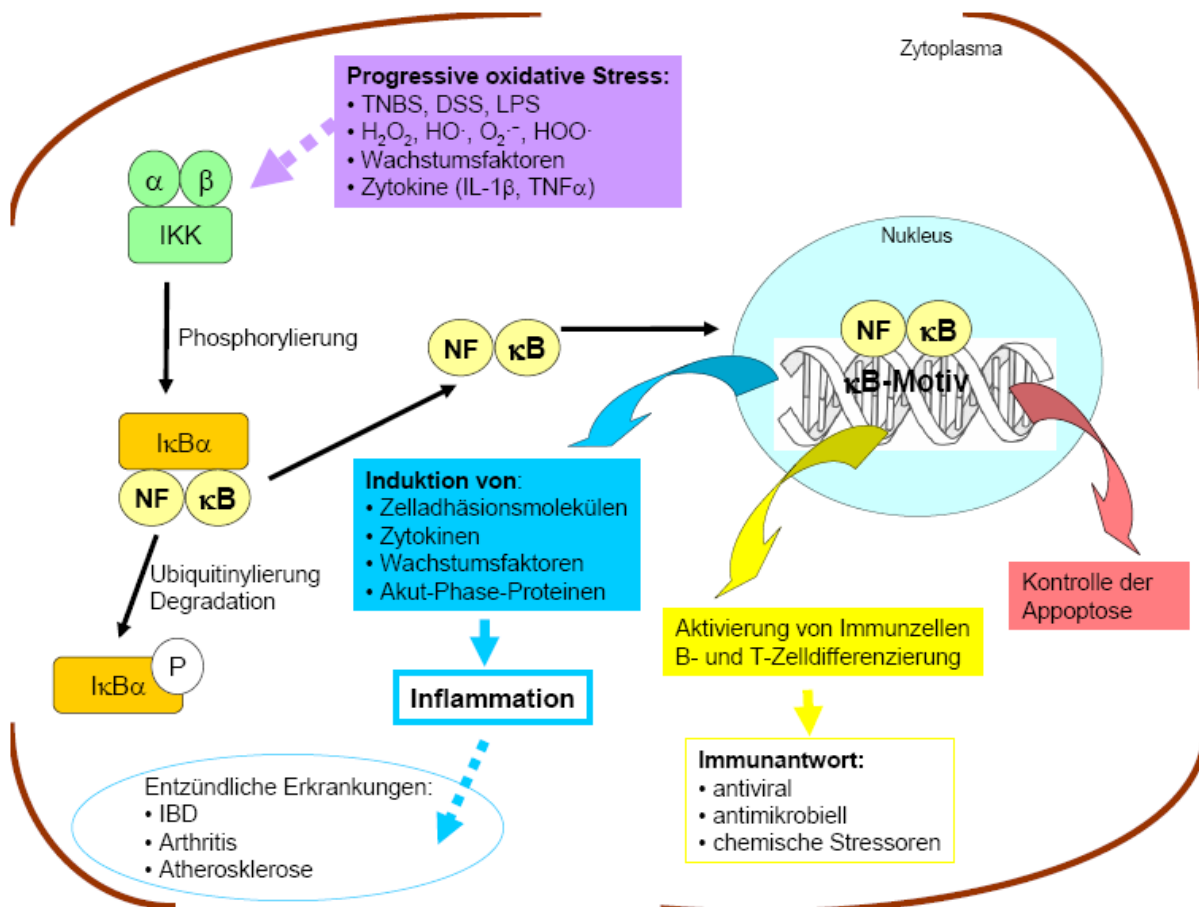 Zytoplasma
Progressive oxidative Stress:
• TNBS, DSS, LPS
• H₂O₂, HO·, O₂·⁻, HOO·
• Wachstumsfaktoren
• Zytokine (IL-1β, TNFα)
α β
IKK
Phosphorylierung
Nukleus
NF κB
NF κB
κB-Motiv
IκBα
NF κB
Ubiquitinylierung
Degradation
IκBα P
Induktion von:
• Zelladhäsionsmolekülen
• Zytokinen
• Wachstumsfaktoren
• Akut-Phase-Proteinen
Inflammation
Entzündliche Erkrankungen:
• IBD
• Arthritis
• Atherosklerose
Aktivierung von Immunzellen
B- und T-Zelldifferenzierung
Immunantwort:
• antiviral
• antimikrobiell
• chemische Stressoren
Kontrolle der
Appoptose